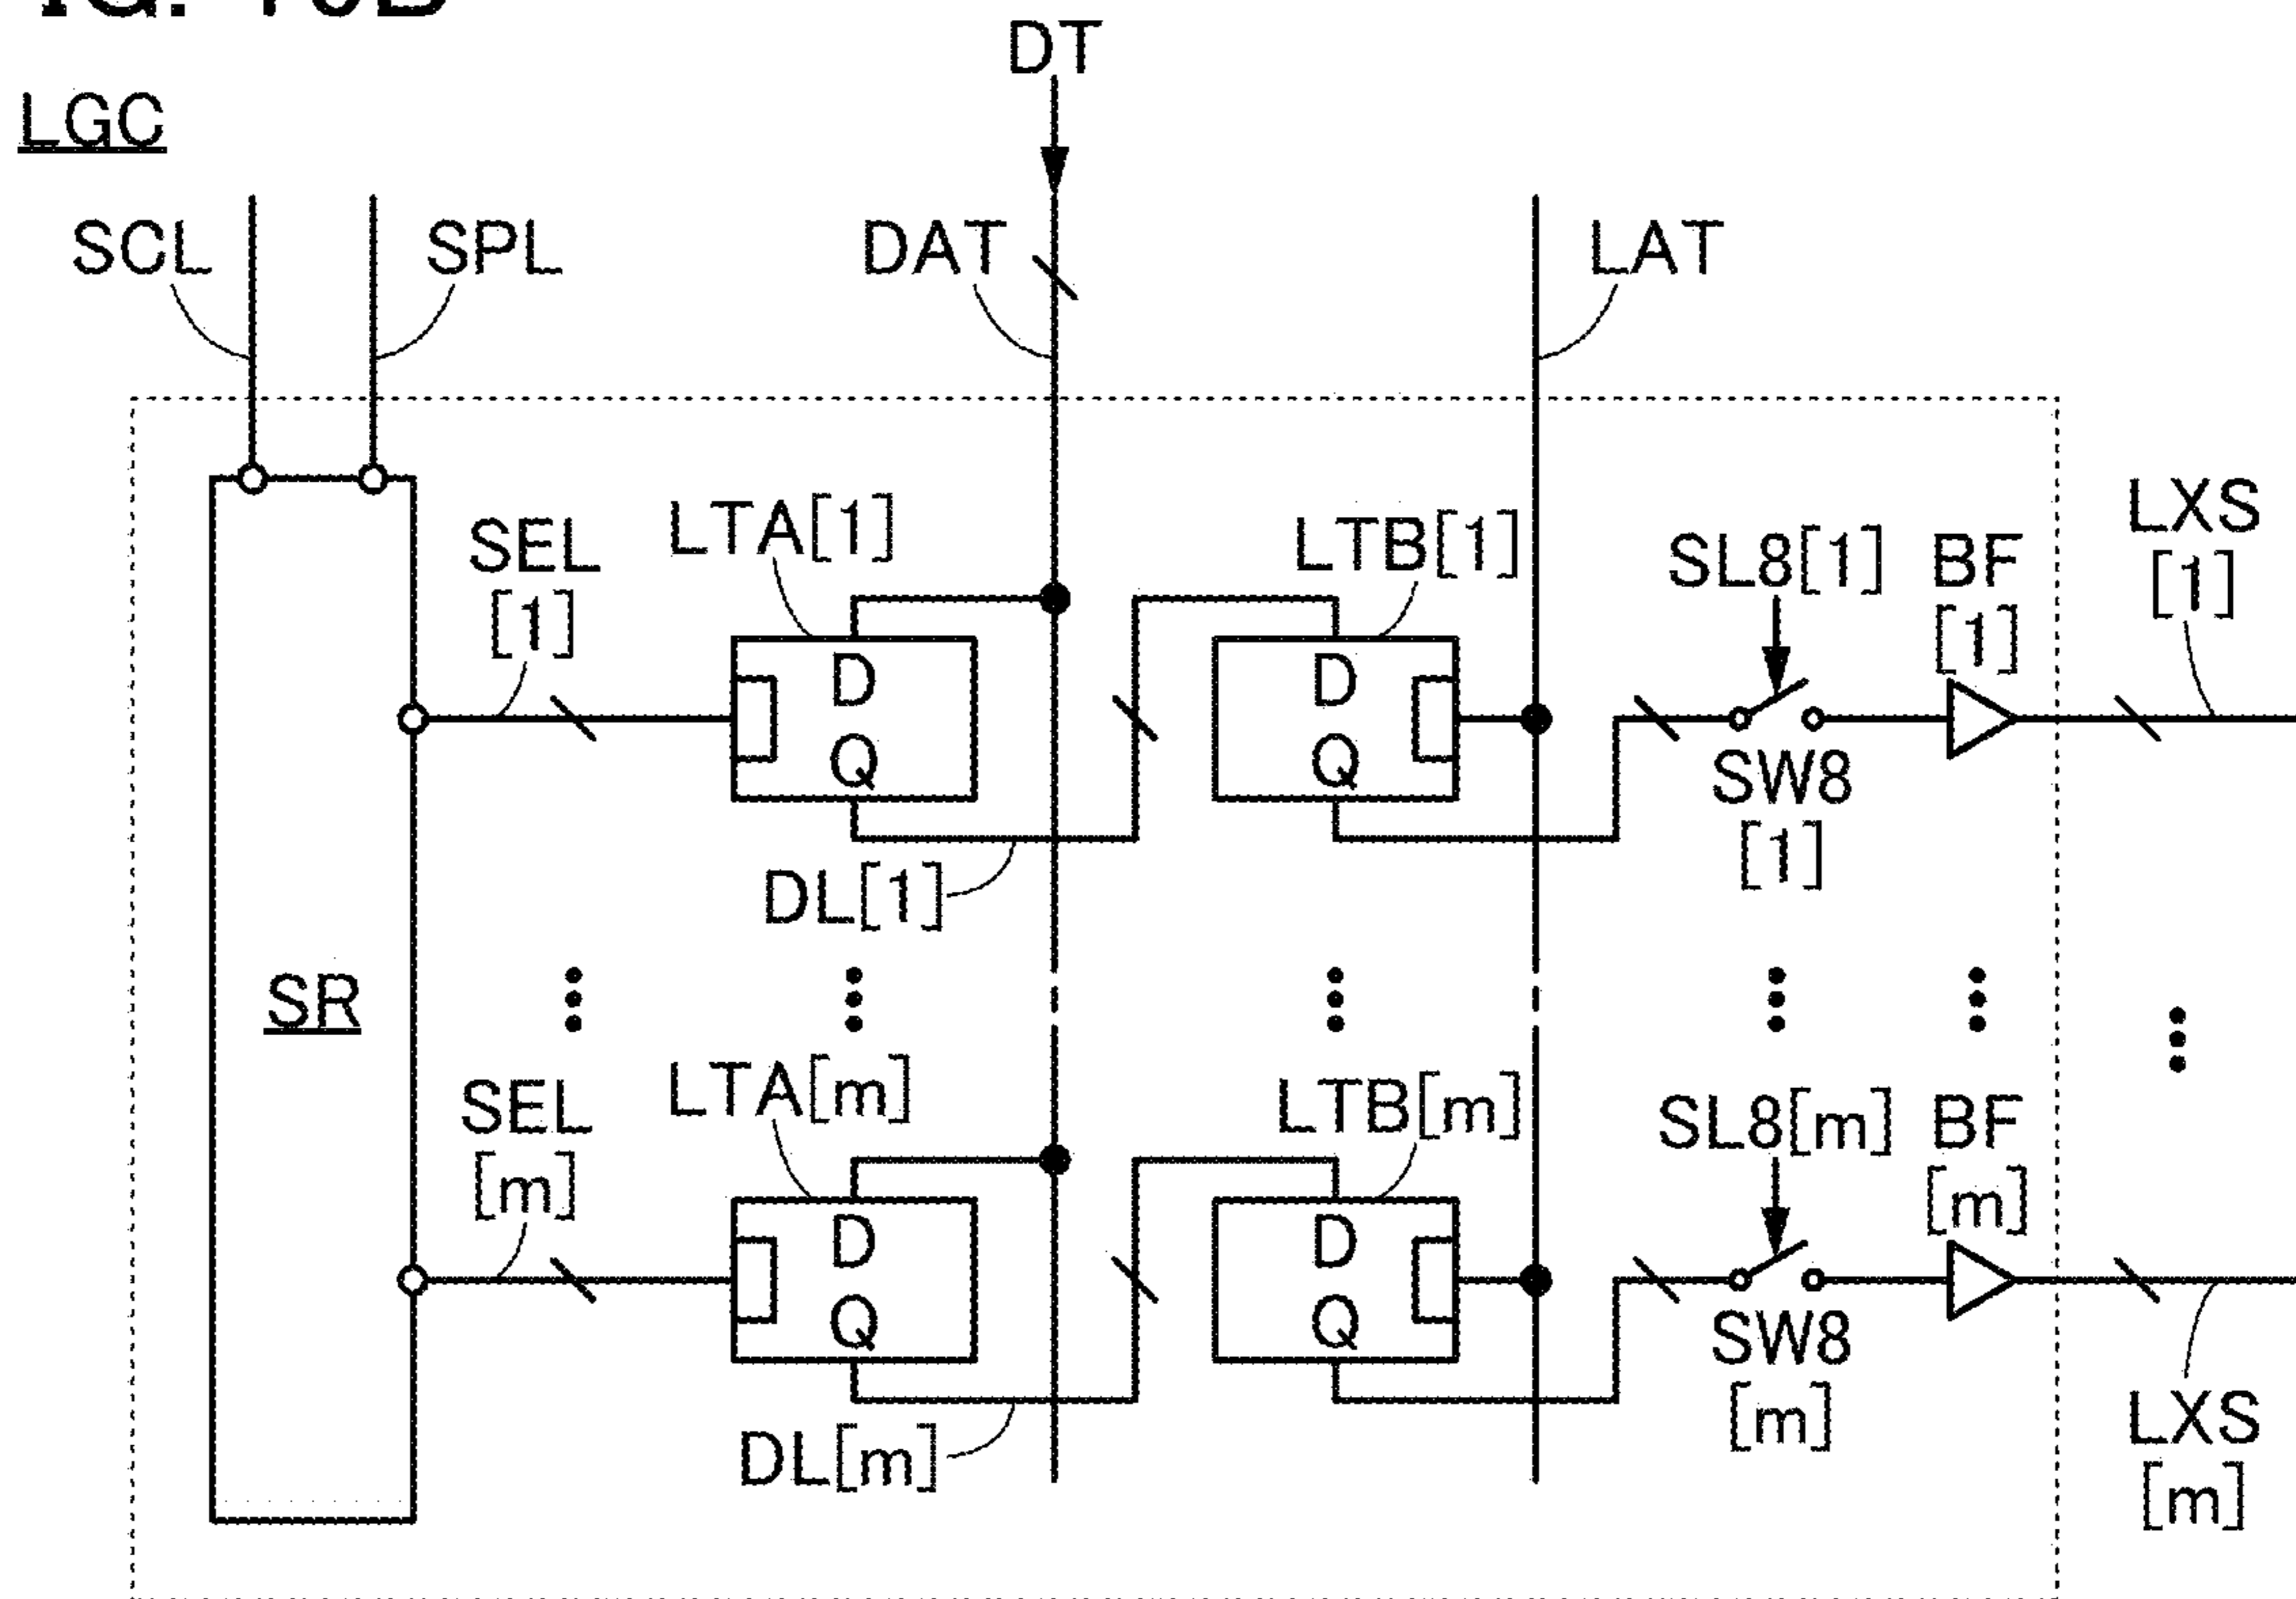 DT
LGC
SCL
SPL
DAT
LAT
SEL
[1]
LTA[1]
LTB[1]
SL8[1]
BF
[1]
LXS
[1]
D
Q
D
Q
SW8
[1]
DL[1]
SR
SEL
[m]
LTA[m]
LTB[m]
SL8[m]
BF
[m]
D
Q
D
Q
SW8
[m]
DL[m]
LXS
[m]